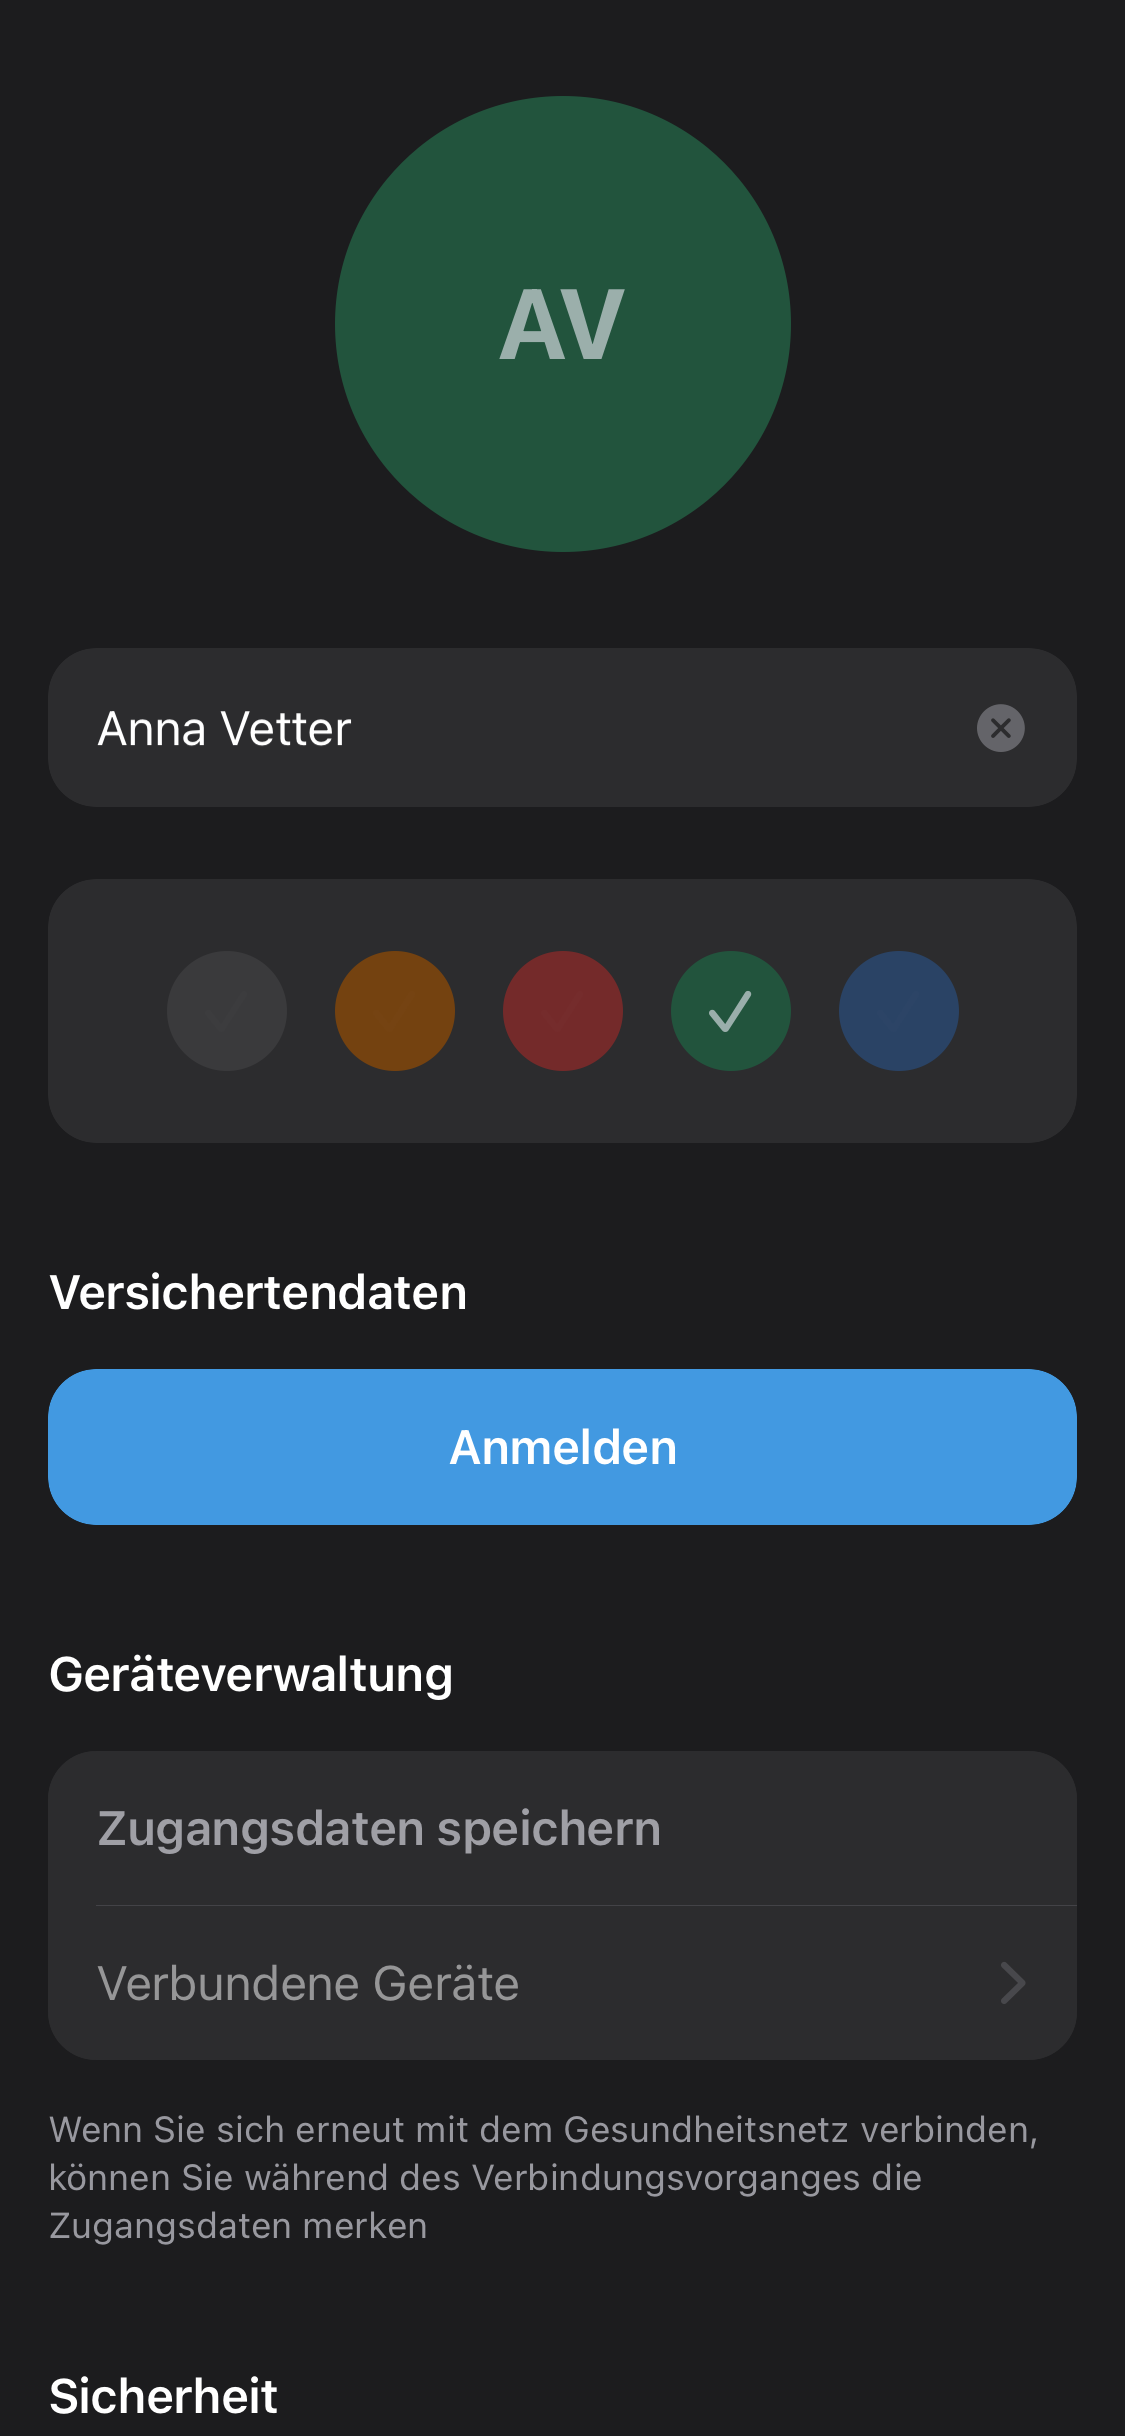 AV
Anna Vetter
Versichertendaten
Anmelden
Geräteverwaltung
Zugangsdaten speichern
Verbundene Geräte
Wenn Sie sich erneut mit dem Gesundheitsnetz verbinden,
können Sie während des Verbindungsvorganges die
Zugangsdaten merken
Sicherheit